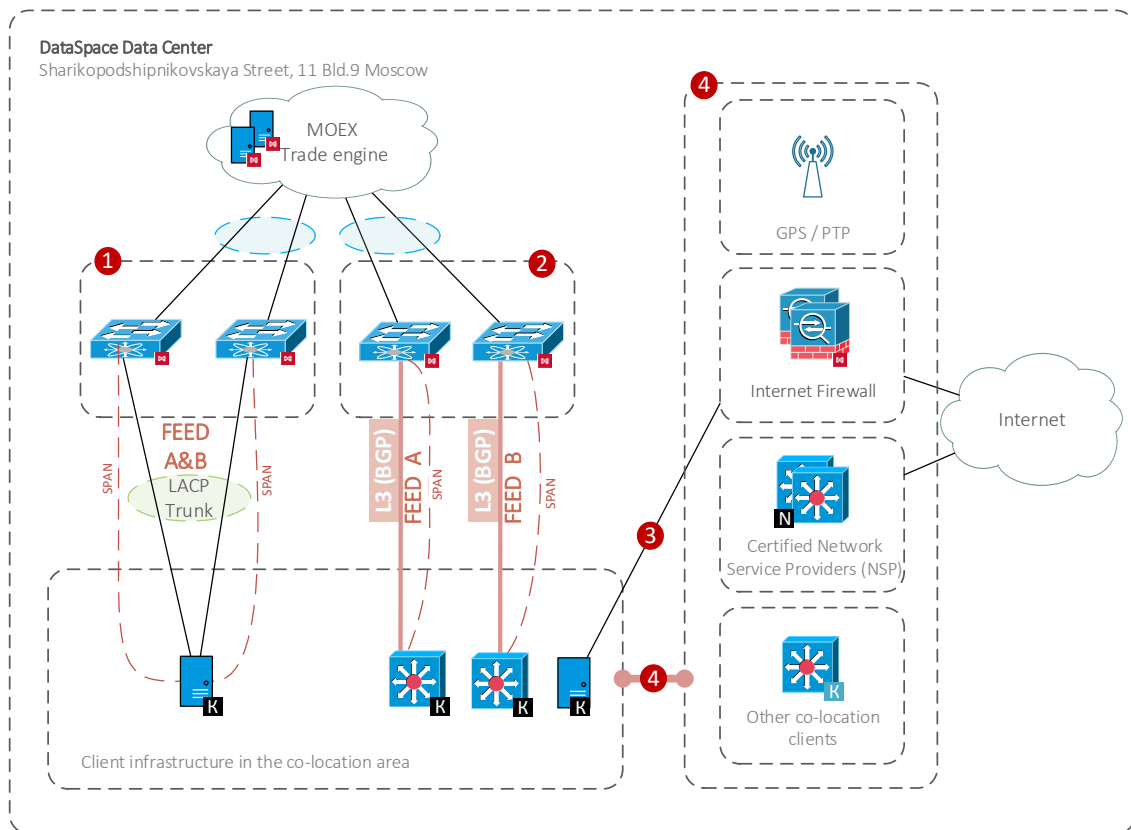 DataSpace Data Center
Sharikopodshipnikovskaya Street, 11 Bld.9 Moscow
MOEX
Trade engine
4
GPS / PTP
1
2
Internet Firewall
Internet
FEED
A&B
SPAN
SPAN
LACP
Trunk
L3 (BGP)
FEED A
SPAN
L3 (BGP)
FEED B
SPAN
N
Certified Network
Service Providers (NSP)
3
4
K
K
K
K
K
Other co-location
clients
Client infrastructure in the co-location area